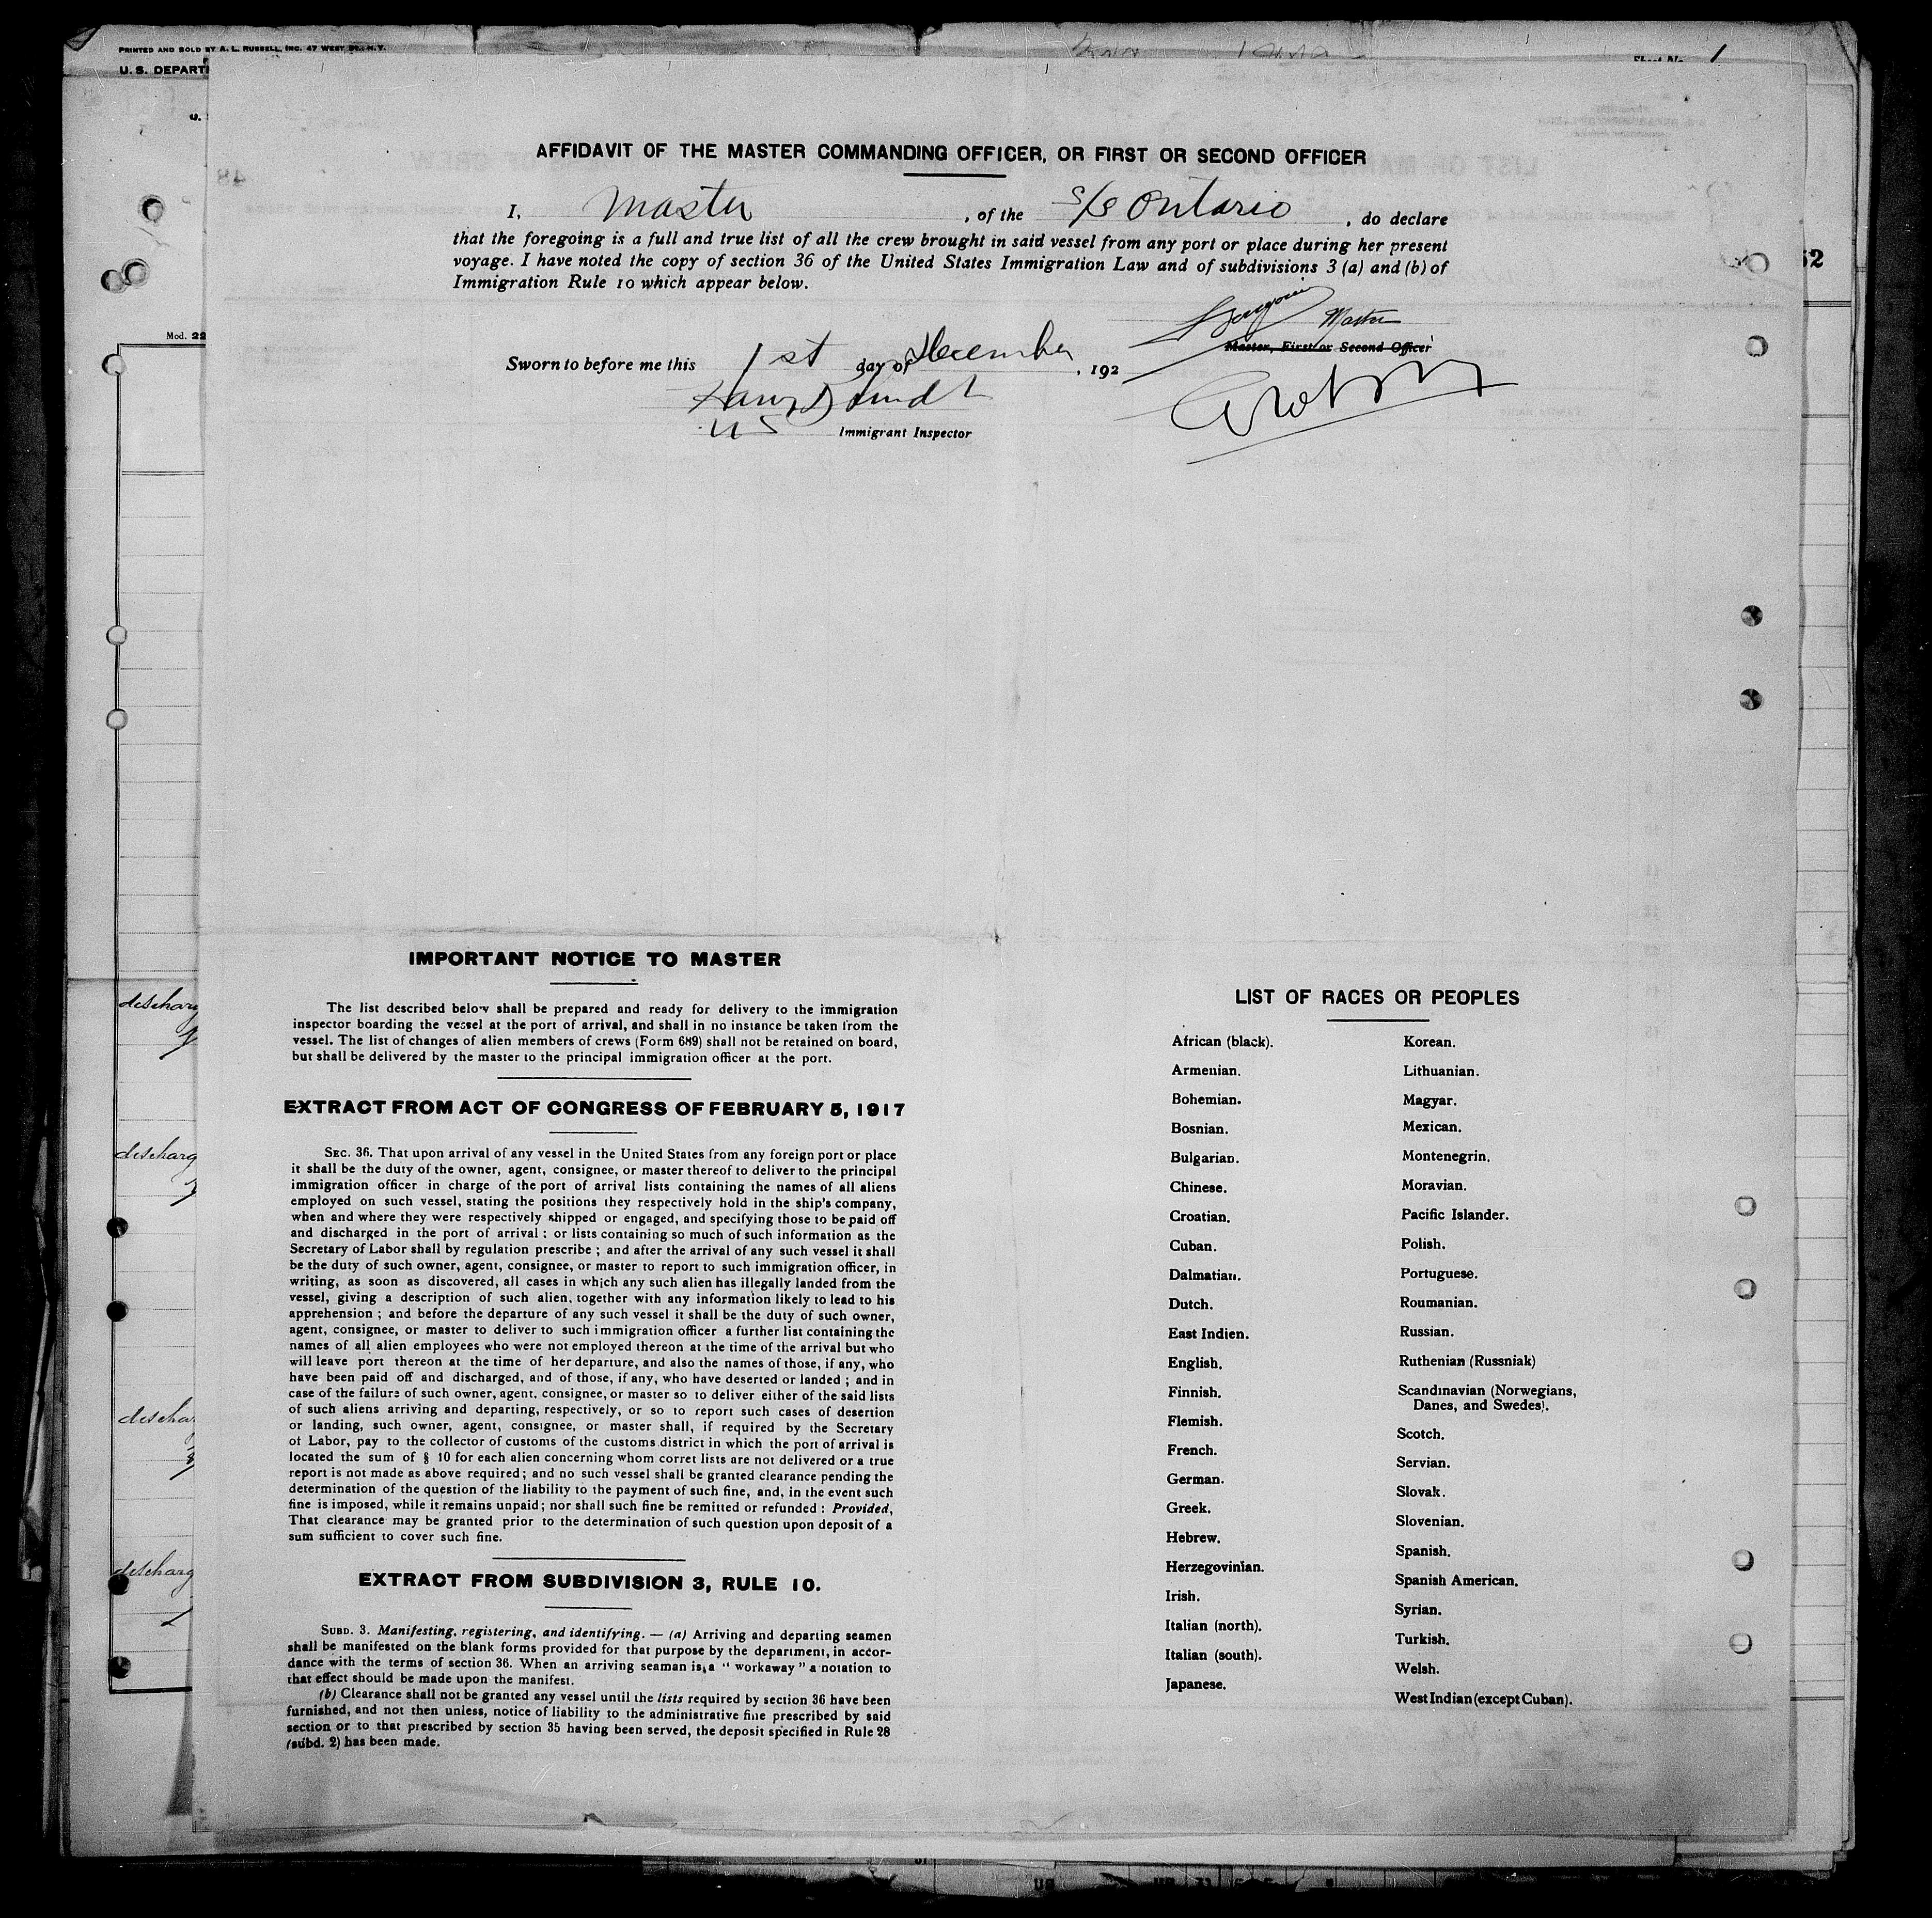 PRINTED AND SOLD BY A. L. RUSSELL, INC. 47 WEST ST., N.Y.
U. S. DEPART
Sheet No. 1
U.
52
Mod. 22
AFFIDAVIT OF THE MASTER COMMANDING OFFICER, OR FIRST OR SECOND OFFICER
I, Master , of the S/S Ontario , do declare
that the foregoing is a full and true list of all the crew brought in said vessel from any port or place during her present
voyage. I have noted the copy of section 36 of the United States Immigration Law and of subdivisions 3 (a) and (b) of
Immigration Rule 10 which appear below.
Master
Master, First or Second Officer
Sworn to before me this 1st day of December , 192
US Immigrant Inspector
IMPORTANT NOTICE TO MASTER
The list described below shall be prepared and ready for delivery to the immigration
inspector boarding the vessel at the port of arrival, and shall in no instance be taken from the
vessel. The list of changes of alien members of crews (Form 689) shall not be retained on board,
but shall be delivered by the master to the principal immigration officer at the port.
EXTRACT FROM ACT OF CONGRESS OF FEBRUARY 5, 1917
SEC. 36. That upon arrival of any vessel in the United States from any foreign port or place
it shall be the duty of the owner, agent, consignee, or master thereof to deliver to the principal
immigration officer in charge of the port of arrival lists containing the names of all aliens
employed on such vessel, stating the positions they respectively hold in the ship's company,
when and where they were respectively shipped or engaged, and specifying those to be paid off
and discharged in the port of arrival ; or lists containing so much of such information as the
Secretary of Labor shall by regulation prescribe ; and after the arrival of any such vessel it shall
be the duty of such owner, agent, consignee, or master to report to such immigration officer, in
writing, as soon as discovered, all cases in which any such alien has illegally landed from the
vessel, giving a description of such alien, together with any information likely to lead to his
apprehension ; and before the departure of any such vessel it shall be the duty of such owner,
agent, consignee, or master to deliver to such immigration officer a further list containing the
names of all alien employees who were not employed thereon at the time of the arrival but who
will leave port thereon at the time of her departure, and also the names of those, if any, who
have been paid off and discharged, and of those, if any, who have deserted or landed ; and in
case of the failure of such owner, agent, consignee, or master so to deliver either of the said lists
of such aliens arriving and departing, respectively, or so to report such cases of desertion
or landing, such owner, agent, consignee, or master shall, if required by the Secretary
of Labor, pay to the collector of customs of the customs district in which the port of arrival is
located the sum of § 10 for each alien concerning whom corret lists are not delivered or a true
report is not made as above required ; and no such vessel shall be granted clearance pending the
determination of the question of the liability to the payment of such fine, and, in the event such
fine is imposed, while it remains unpaid ; nor shall such fine be remitted or refunded : Provided,
That clearance may be granted prior to the determination of such question upon deposit of a
sum sufficient to cover such fine.
EXTRACT FROM SUBDIVISION 3, RULE 10.
SUBD. 3. Manifesting, registering, and identifying. — (a) Arriving and departing seamen
shall be manifested on the blank forms provided for that purpose by the department, in accor-
dance with the terms of section 36. When an arriving seaman is a " workaway " a notation to
that effect should be made upon the manifest.
(b) Clearance shall not be granted any vessel until the lists required by section 36 have been
furnished, and not then unless, notice of liability to the administrative fine prescribed by said
section or to that prescribed by section 35 having been served, the deposit specified in Rule 28
(subd. 2) has been made.
LIST OF RACES OR PEOPLES
African (black).
Armenian.
Bohemian.
Bosnian.
Bulgarian.
Chinese.
Croatian.
Cuban.
Dalmatian.
Dutch.
East Indien.
English.
Finnish.
Flemish.
French.
German.
Greek.
Hebrew.
Herzegovinian.
Irish.
Italian (north).
Italian (south).
Japanese.
Korean.
Lithuanian.
Magyar.
Mexican.
Montenegrin.
Moravian.
Pacific Islander.
Polish.
Portuguese.
Roumanian.
Russian.
Ruthenian (Russniak)
Scandinavian (Norwegians,
Danes, and Swedes).
Scotch.
Servian.
Slovak.
Slovenian.
Spanish.
Spanish American.
Syrian.
Turkish.
Welsh.
West Indian (except Cuban).
discharg
discharg
discha
discharg